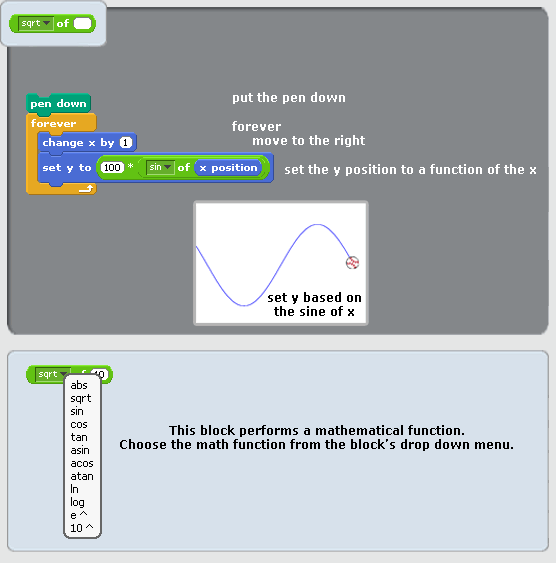 sqrt of
pen down
put the pen down
forever
forever
change x by 1
move to the right
set y to 100 * sin of x position
set the y position to a function of the x
set y based on
the sine of x
sqrt of 10
abs
sqrt
sin
cos
tan
asin
acos
atan
ln
log
e ^
10 ^
This block performs a mathematical function.
Choose the math function from the block's drop down menu.